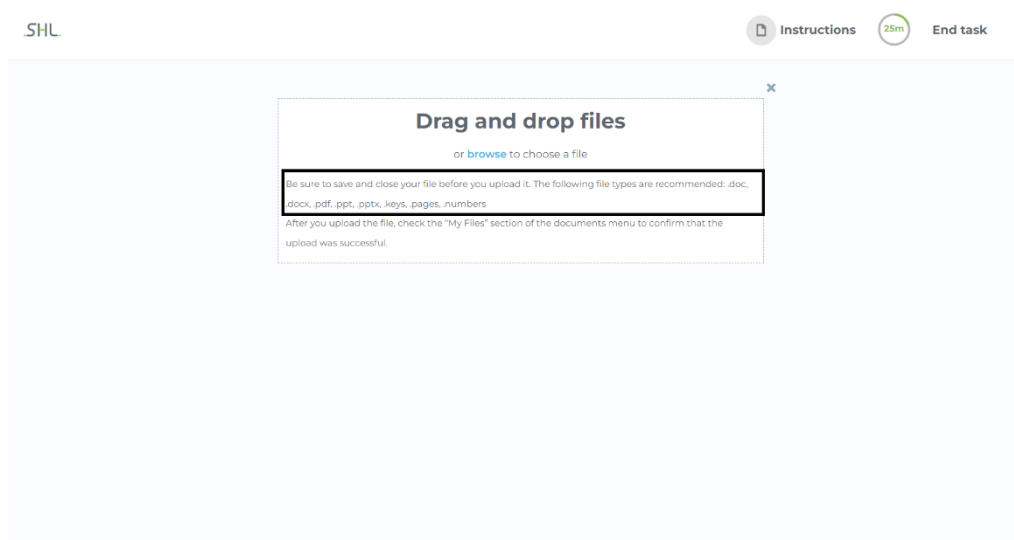 .SHL.
Instructions
25m
End task
×
Drag and drop files
or browse to choose a file
Be sure to save and close your file before you upload it. The following file types are recommended: .doc,
.docx, .pdf, .ppt, .pptx, .keys, .pages, .numbers
After you upload the file, check the "My Files" section of the documents menu to confirm that the
upload was successful.